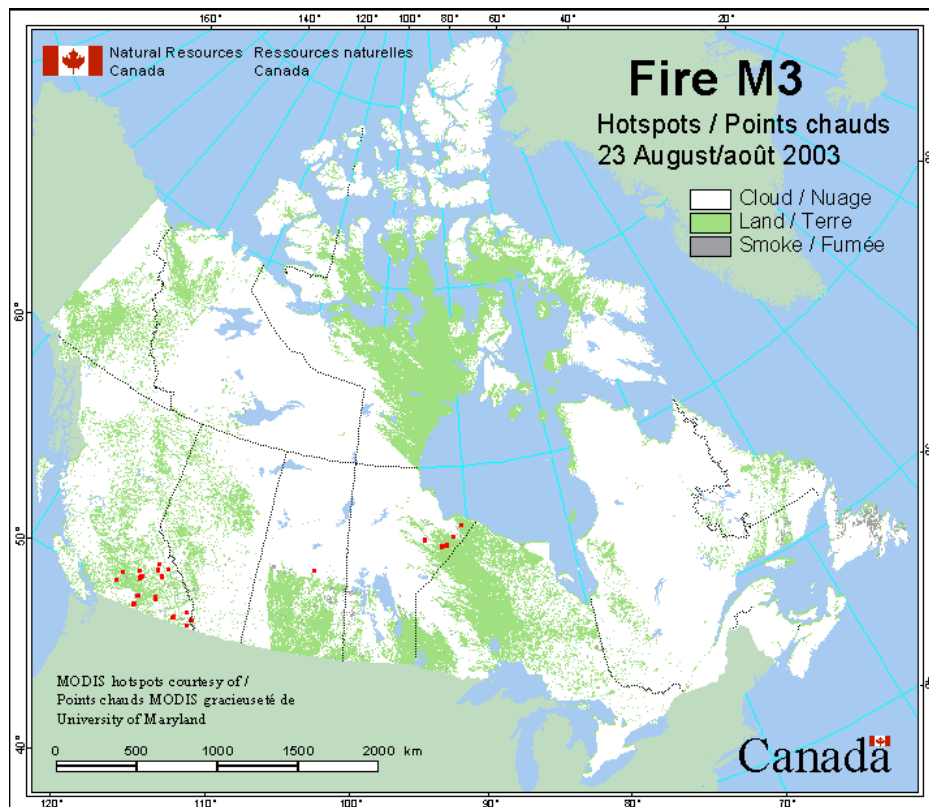 160° 140° 120° 100° 90° 80° 70° 60° 40° 20°
Natural Resources Ressources naturelles
Canada Canada
Fire M3
Hotspots / Points chauds
23 August/août 2003
Cloud / Nuage
Land / Terre
Smoke / Fumée
60°
50°
40°
MODIS hotspots courtesy of /
Points chauds MODIS gracieuseté de
University of Maryland
0 500 1000 1500 2000 km
Canada
120° 110° 100° 90° 80° 70°